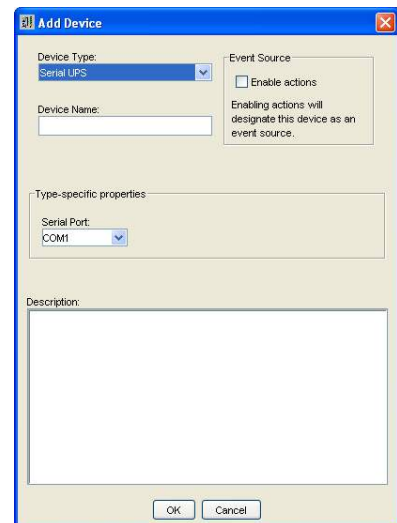 Add Device
Device Type:
Serial UPS
Device Name:
Event Source
Enable actions
Enabling actions will
designate this device as an
event source.
Type-specific properties
Serial Port:
COM1
Description:
OK
Cancel